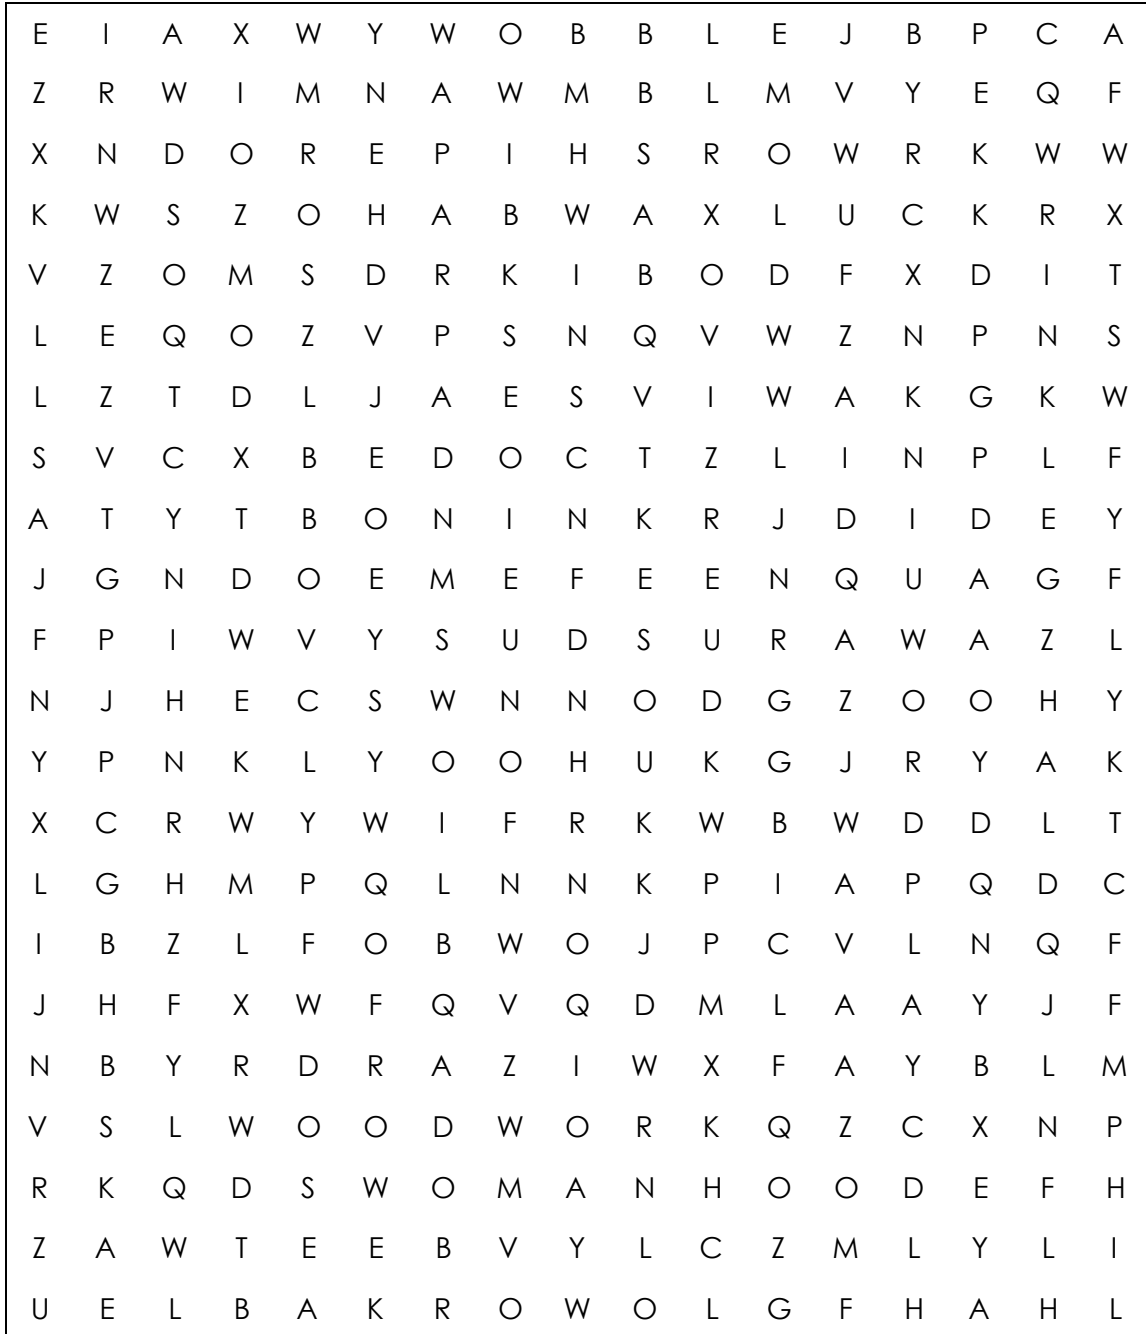 E I A X W Y W O B B L E J B P C A
Z R W I M N A W M B L M V Y E Q F
X N D O R E P I H S R O W R K W W
K W S Z O H A B W A X L U C K R X
V Z O M S D R K I B O D F X D I T
L E Q O Z V P S N Q V W Z N P N S
L Z T D L J A E S V I W A K G K W
S V C X B E D O C T Z L I N P L F
A T Y T B O N I N K R J D I D E Y
J G N D O E M E F E E N Q U A G F
F P I W V Y S U D S U R A W A Z L
N J H E C S W N N O D G Z O O H Y
Y P N K L Y O O H U K G J R Y A K
X C R W Y W I F R K W B W D D L T
L G H M P Q L N N K P I A P Q D C
I B Z L F O B W O J P C V L N Q F
J H F X W F Q V Q D M L A A Y J F
N B Y R D R A Z I W X F A Y B L M
V S L W O O D W O R K Q Z C X N P
R K Q D S W O M A N H O O D E F H
Z A W T E E B V Y L C Z M L Y L I
U E L B A K R O W O L G F H A H L